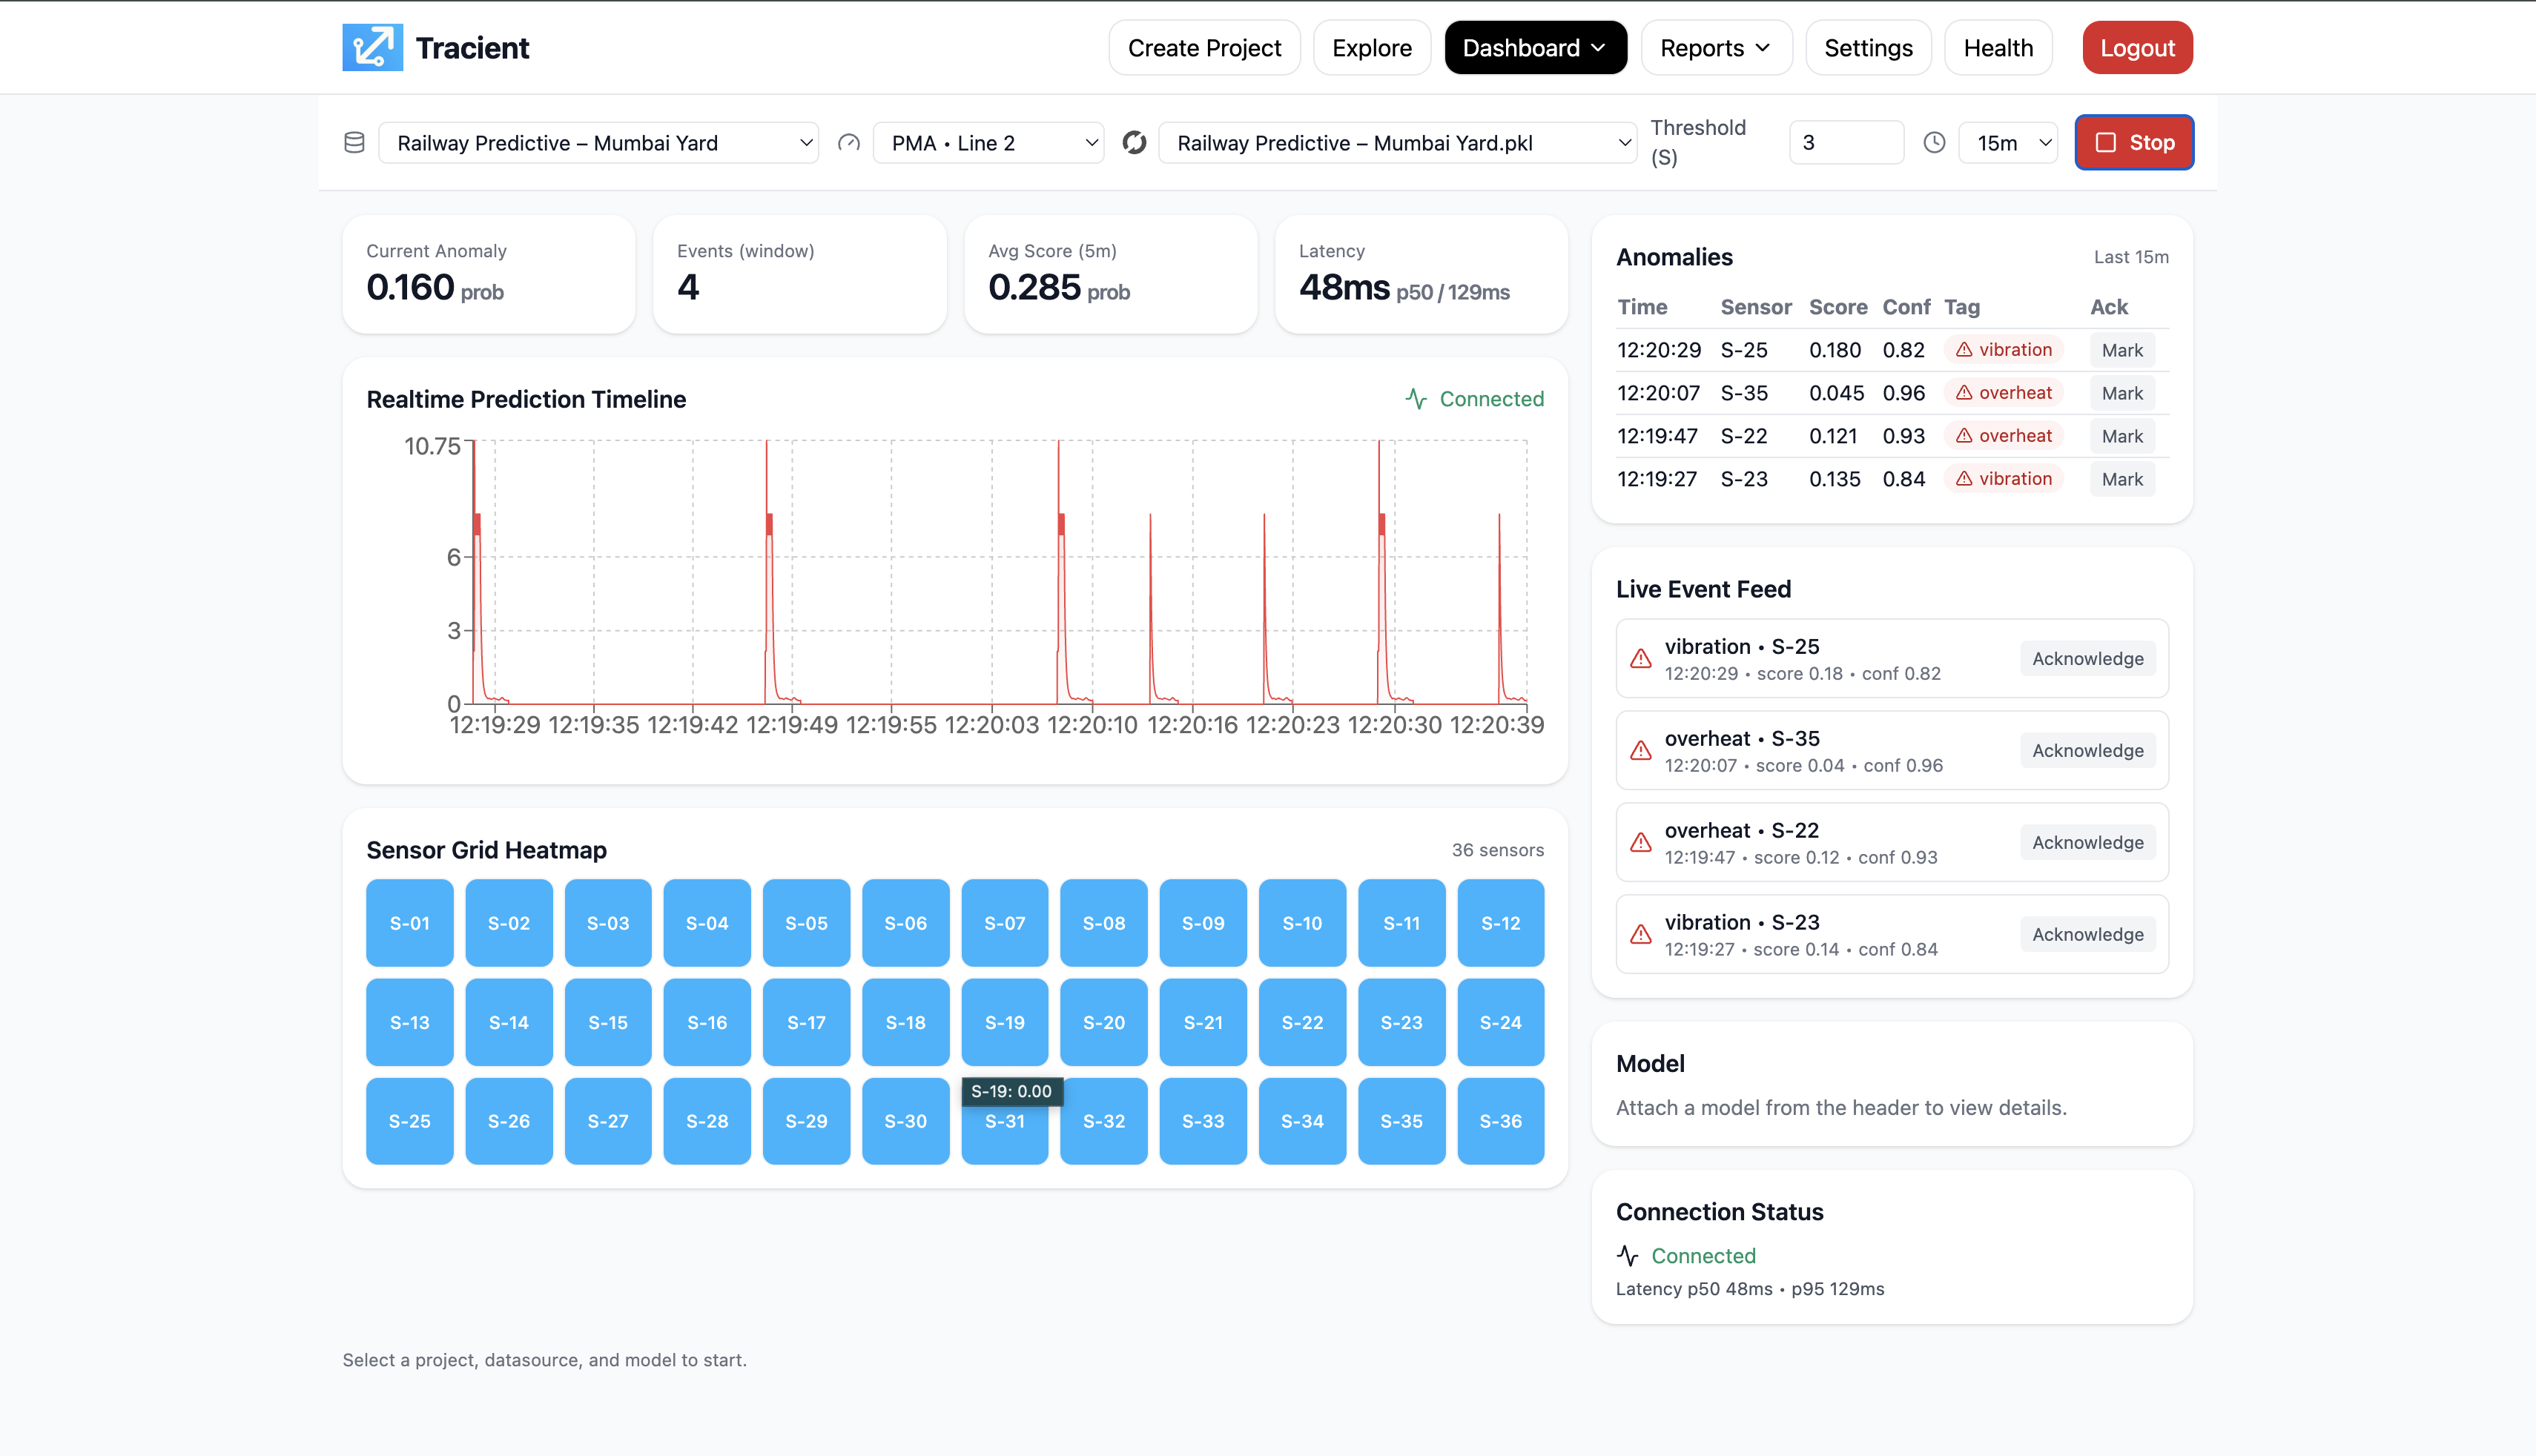 Tracient
Create Project Explore Dashboard Reports Settings Health Logout
Railway Predictive – Mumbai Yard PMA • Line 2 Railway Predictive – Mumbai Yard.pkl Threshold (S) 3 15m Stop
Current Anomaly
0.160 prob
Events (window)
4
Avg Score (5m)
0.285 prob
Latency
48ms p50 / 129ms
Realtime Prediction Timeline Connected
10.75
6
3
0
12:19:29 12:19:35 12:19:42 12:19:49 12:19:55 12:20:03 12:20:10 12:20:16 12:20:23 12:20:30 12:20:39
Sensor Grid Heatmap 36 sensors
S-01 S-02 S-03 S-04 S-05 S-06 S-07 S-08 S-09 S-10 S-11 S-12
S-13 S-14 S-15 S-16 S-17 S-18 S-19 S-20 S-21 S-22 S-23 S-24
S-19: 0.00
S-25 S-26 S-27 S-28 S-29 S-30 S-31 S-32 S-33 S-34 S-35 S-36
Anomalies Last 15m
Time Sensor Score Conf Tag Ack
12:20:29 S-25 0.180 0.82 vibration Mark
12:20:07 S-35 0.045 0.96 overheat Mark
12:19:47 S-22 0.121 0.93 overheat Mark
12:19:27 S-23 0.135 0.84 vibration Mark
Live Event Feed
vibration • S-25
12:20:29 • score 0.18 • conf 0.82
Acknowledge
overheat • S-35
12:20:07 • score 0.04 • conf 0.96
Acknowledge
overheat • S-22
12:19:47 • score 0.12 • conf 0.93
Acknowledge
vibration • S-23
12:19:27 • score 0.14 • conf 0.84
Acknowledge
Model
Attach a model from the header to view details.
Connection Status
Connected
Latency p50 48ms • p95 129ms
Select a project, datasource, and model to start.